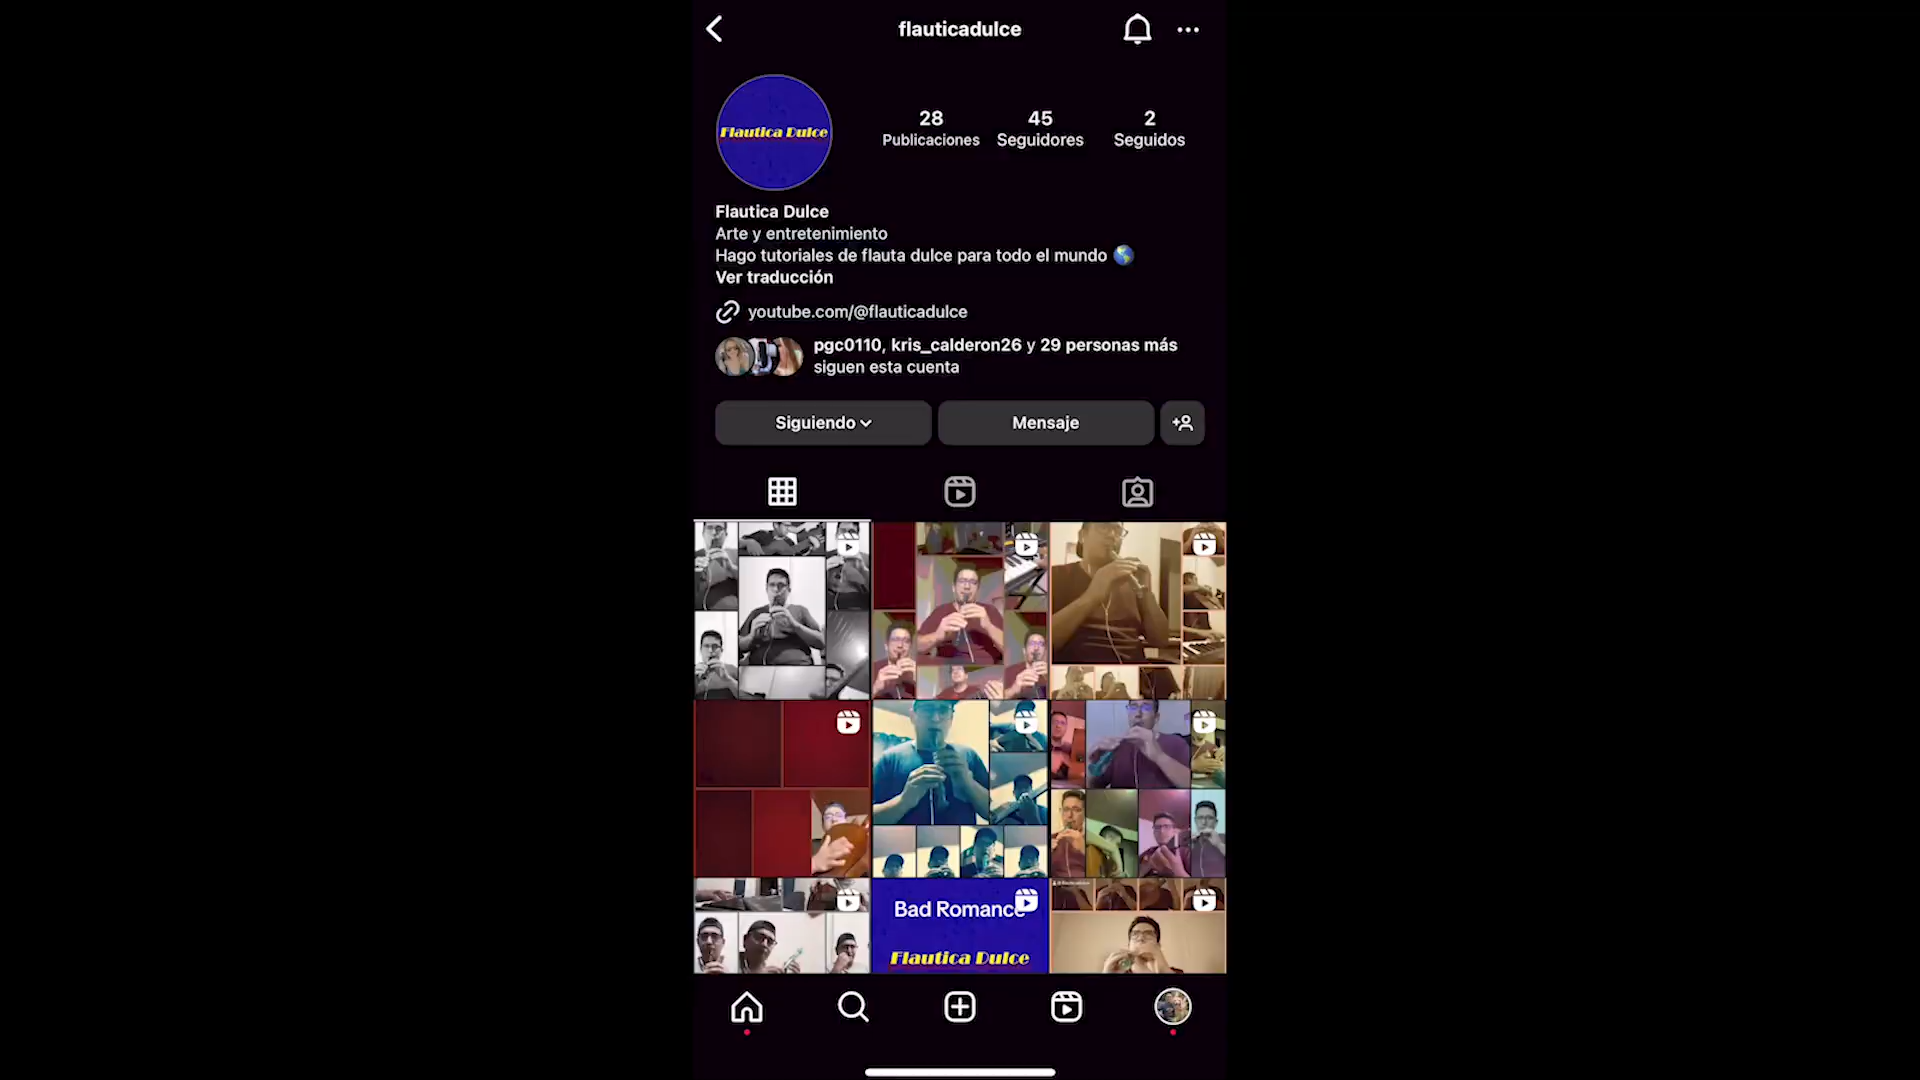 flauticadulce
Flautica Dulce
28
Publicaciones
45
Seguidores
2
Seguidos
Flautica Dulce
Arte y entretenimiento
Hago tutoriales de flauta dulce para todo el mundo 🌎
Ver traducción
youtube.com/@flauticadulce
pgc0110, kris_calderon26 y 29 personas más
siguen esta cuenta
Siguiendo
Mensaje
Bad Romance
Flautica Dulce